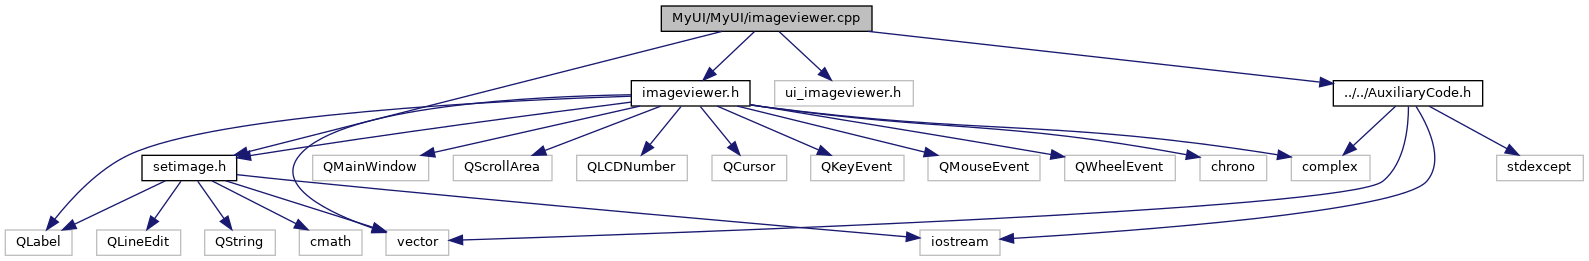 MyUI/MyUI/imageviewer.cpp
imageviewer.h
ui_imageviewer.h
../../AuxiliaryCode.h
setimage.h
QMainWindow
QScrollArea
QLCDNumber
QCursor
QKeyEvent
QMouseEvent
QWheelEvent
chrono
complex
stdexcept
QLabel
QLineEdit
QString
cmath
vector
iostream